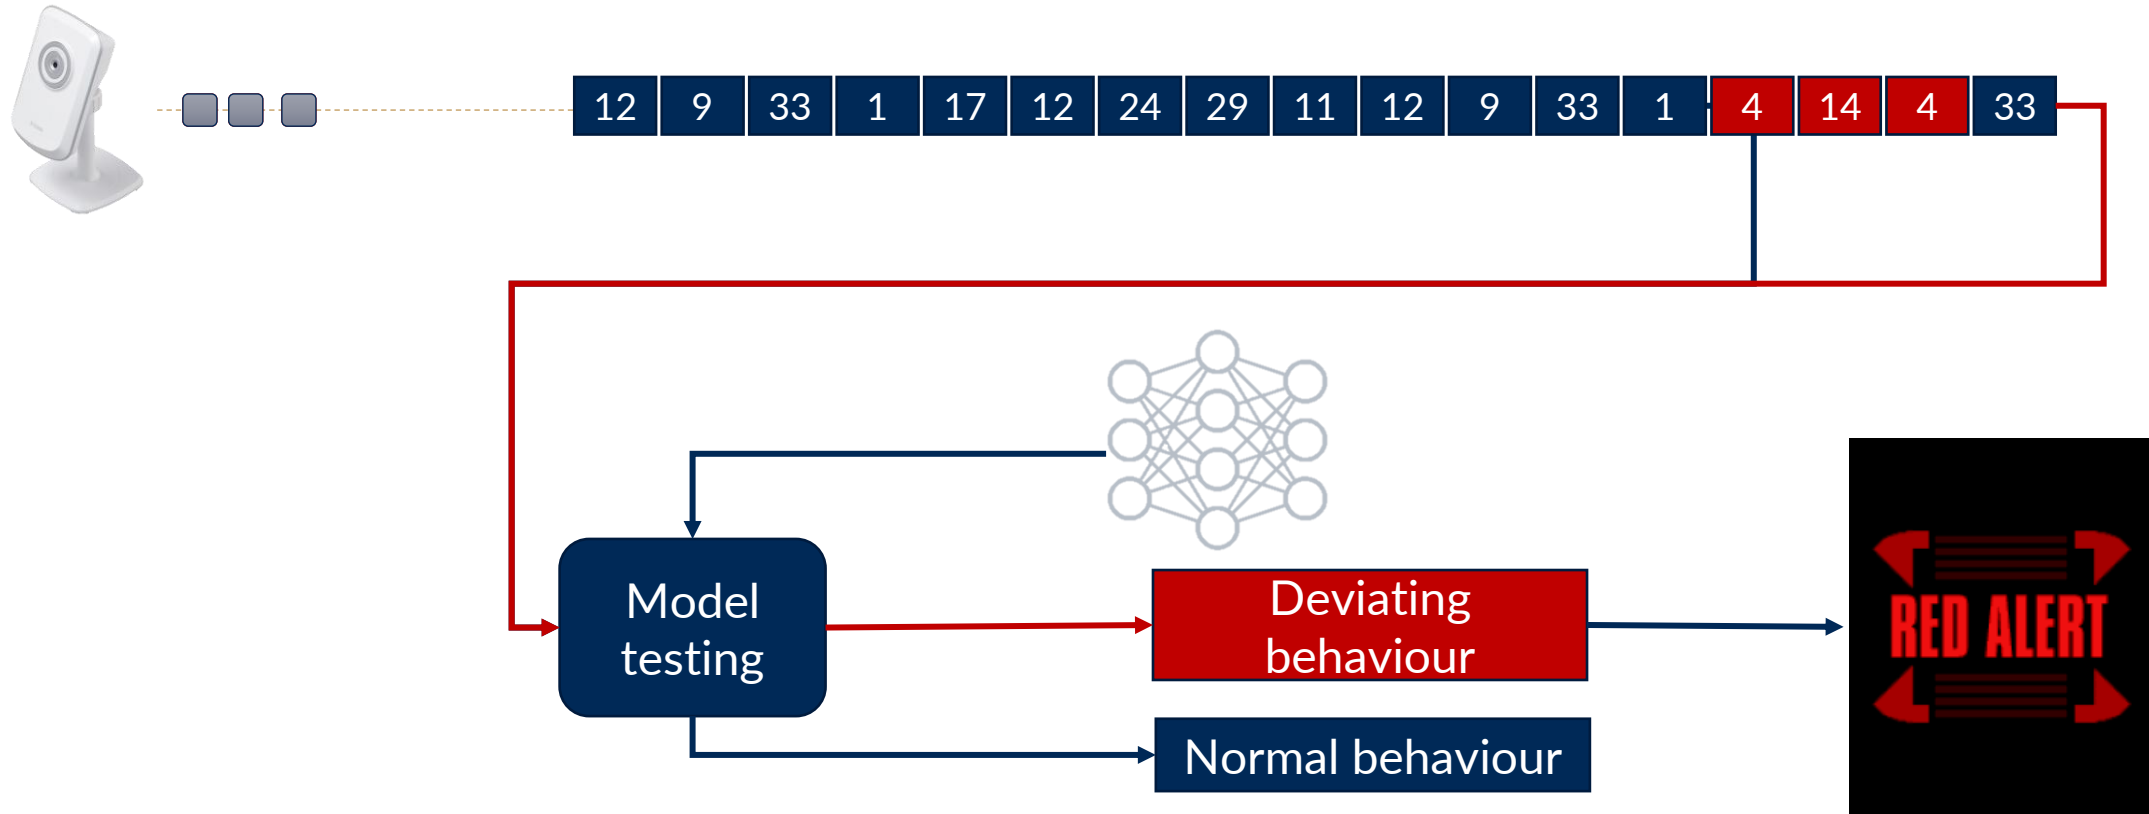 12 9 33 1 17 12 24 29 11 12 9 33 1 4 14 4 33
Model
testing
Deviating
behaviour
Normal behaviour
RED ALERT